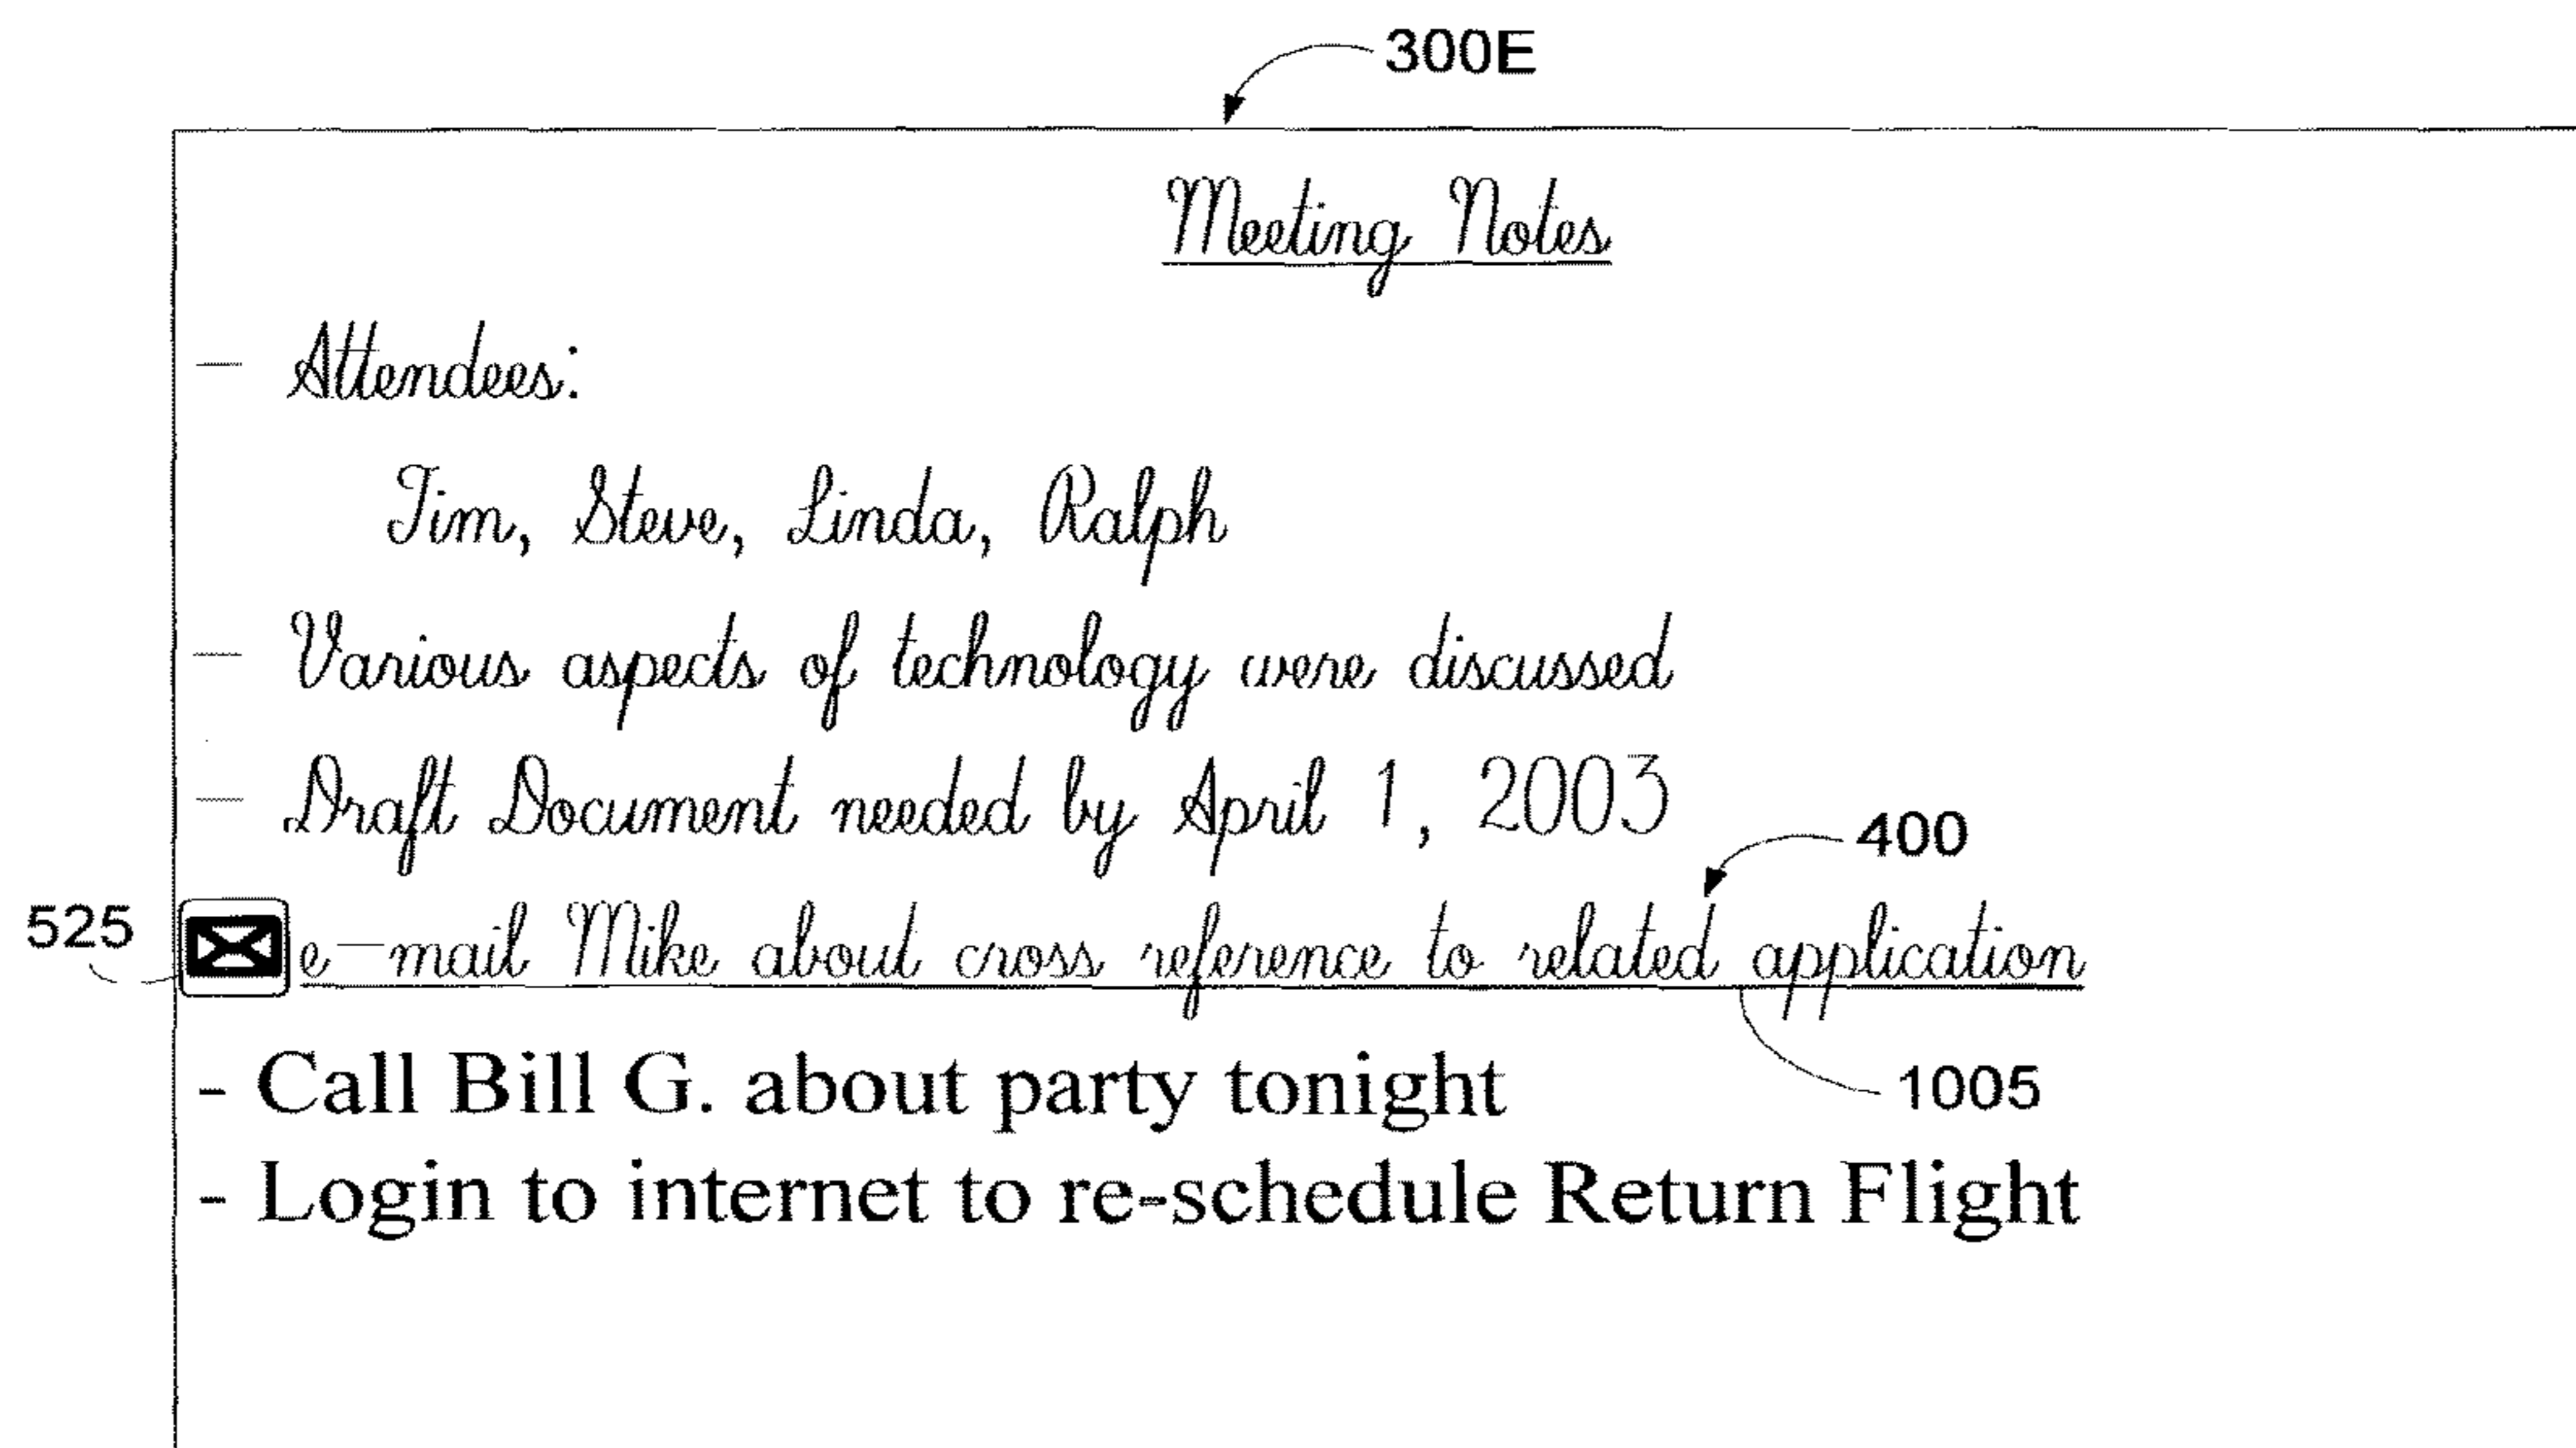 300E
Meeting Notes
— Attendees:
Tim, Steve, Linda, Ralph
— Various aspects of technology were discussed
— Draft Document needed by April 1, 2003
400
525
e-mail Mike about cross reference to related application
- Call Bill G. about party tonight
1005
- Login to internet to re-schedule Return Flight